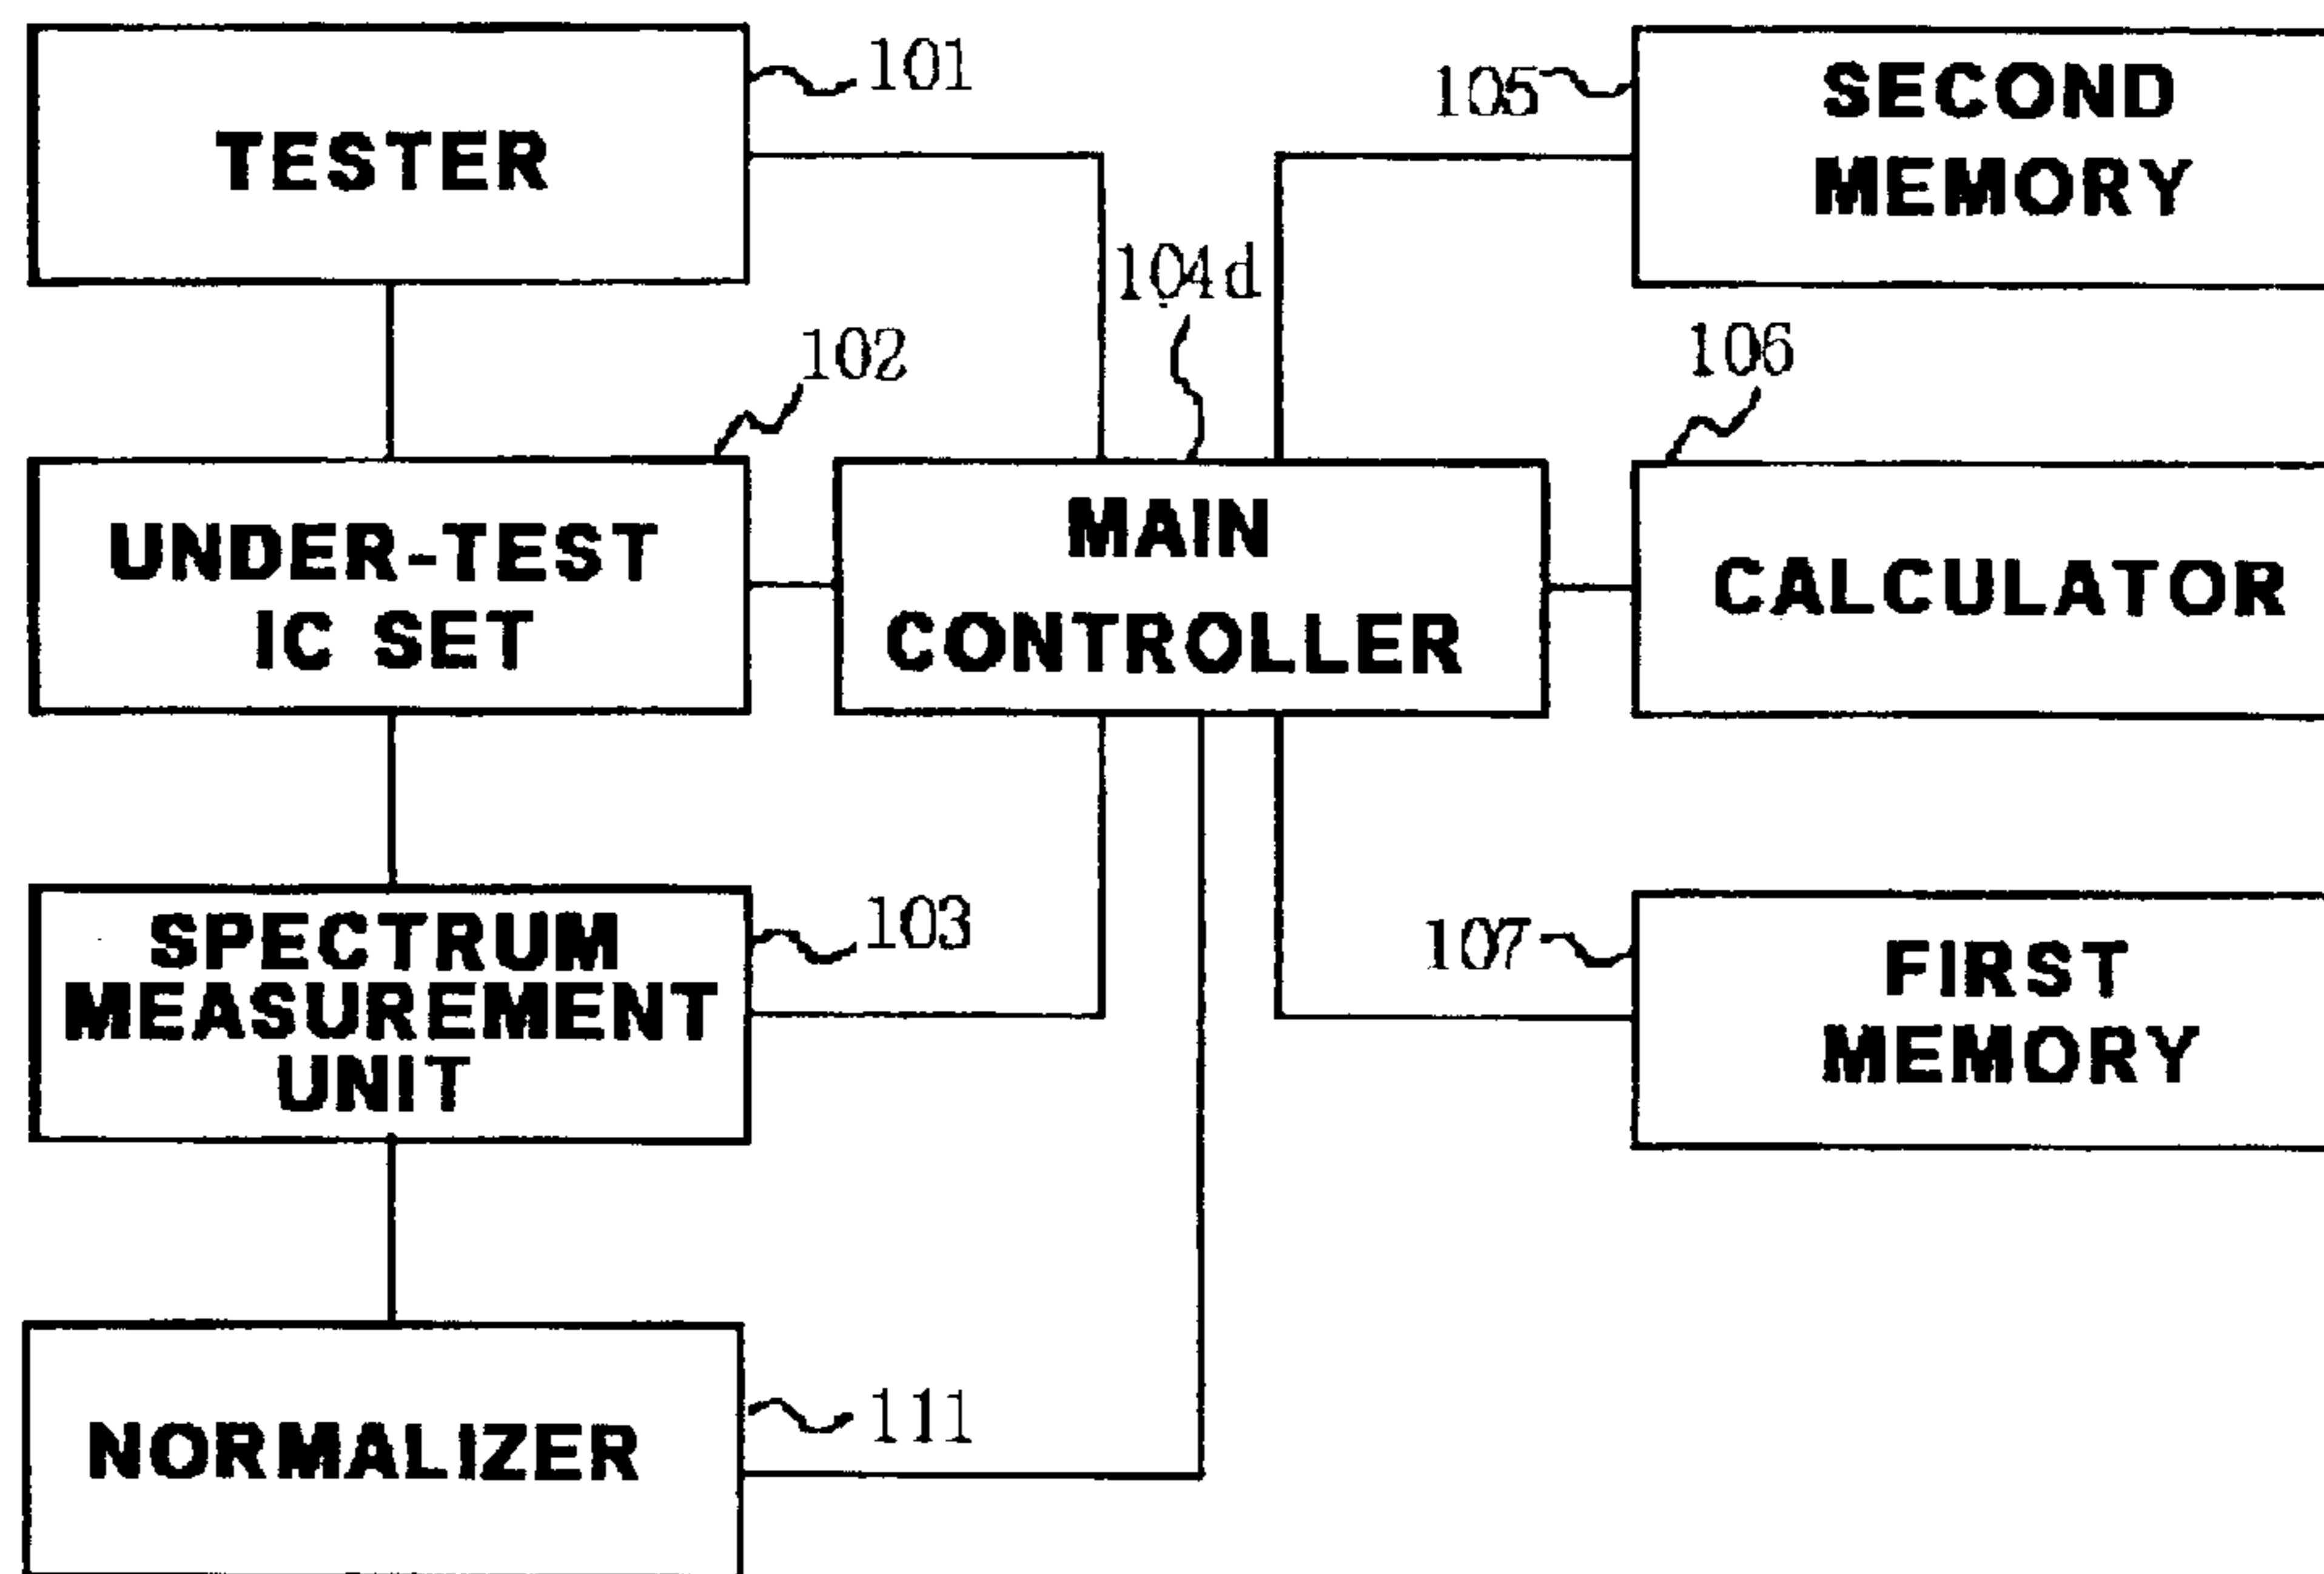 101
TESTER
105
SECOND
MEMORY
104d
102
UNDER-TEST
IC SET
MAIN
CONTROLLER
106
CALCULATOR
103
SPECTRUM
MEASUREMENT
UNIT
107
FIRST
MEMORY
111
NORMALIZER